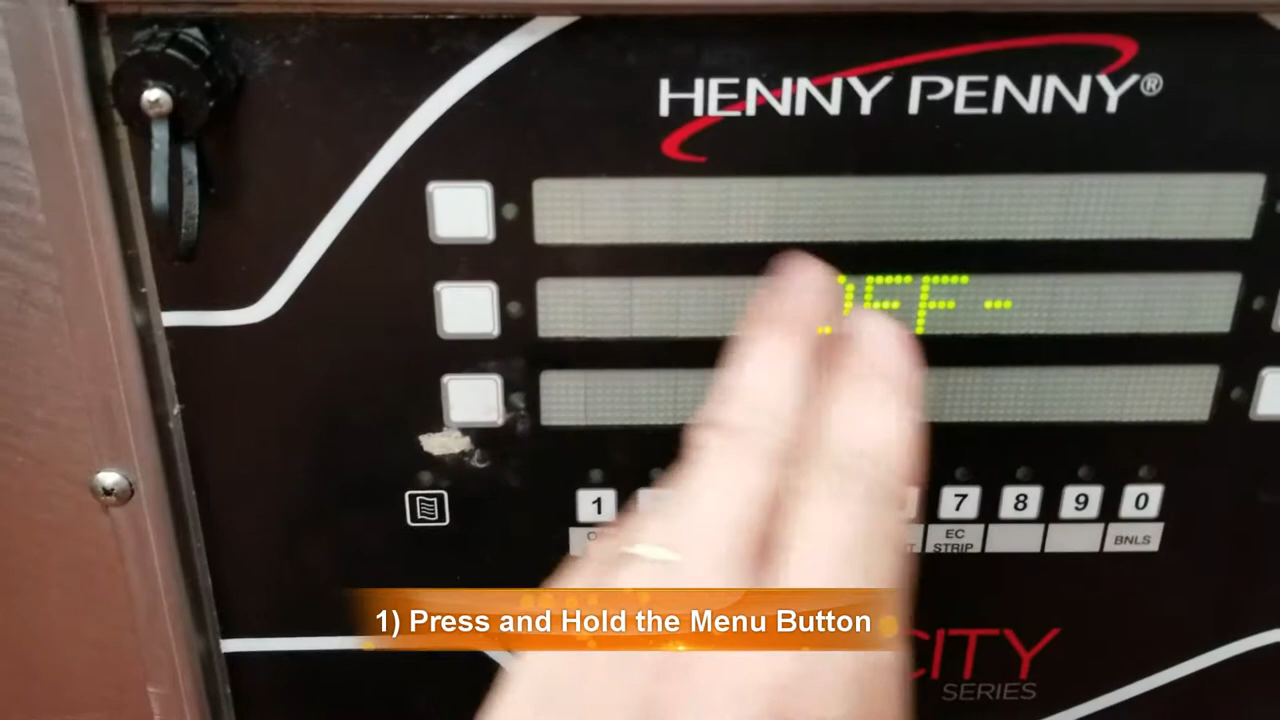 HENNY PENNY®
OFF -
1
7 8 9 0
EC
STRIP
BNLS
1) Press and Hold the Menu Button
CITY
SERIES